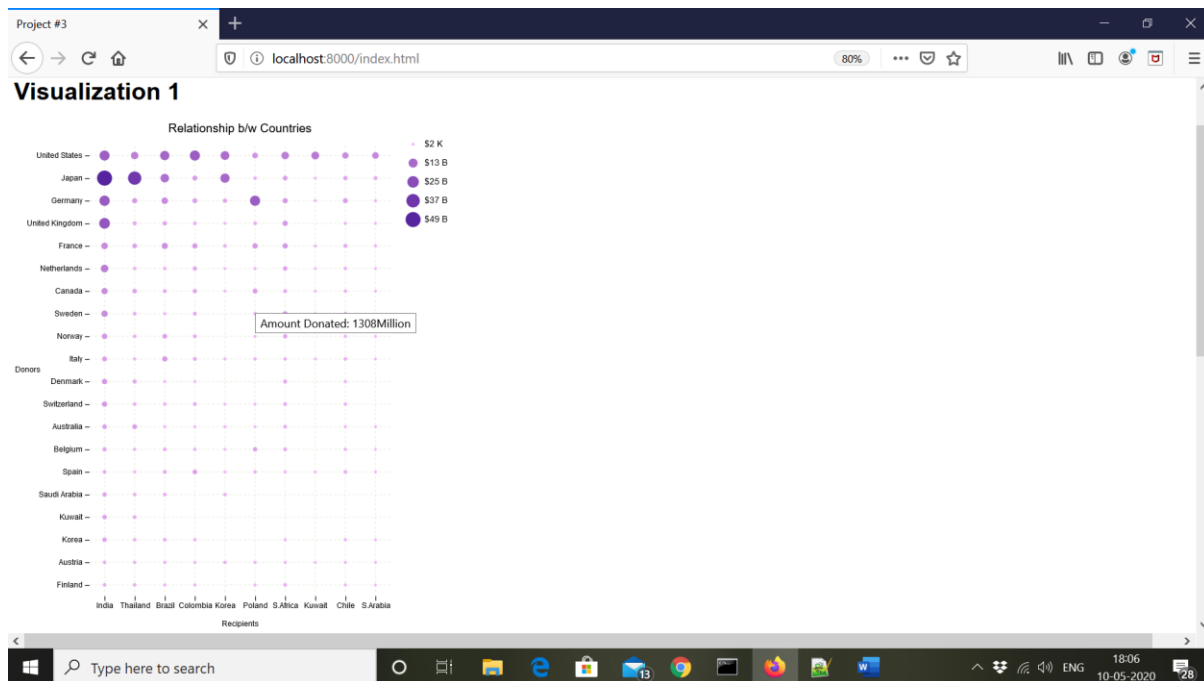 Project #3
localhost:8000/index.html
80%
Visualization 1
Relationship b/w Countries
$2 K
$13 B
$25 B
$37 B
$49 B
United States
Japan
Germany
United Kingdom
France
Netherlands
Canada
Sweden
Amount Donated: 1308Million
Norway
Italy
Donors
Denmark
Switzerland
Australia
Belgium
Spain
Saudi Arabia
Kuwait
Korea
Austria
Finland
India Thailand Brazil Colombia Korea Poland S.Africa Kuwait Chile S.Arabia
Recipients
Type here to search
13
ENG
18:06
10-05-2020
28